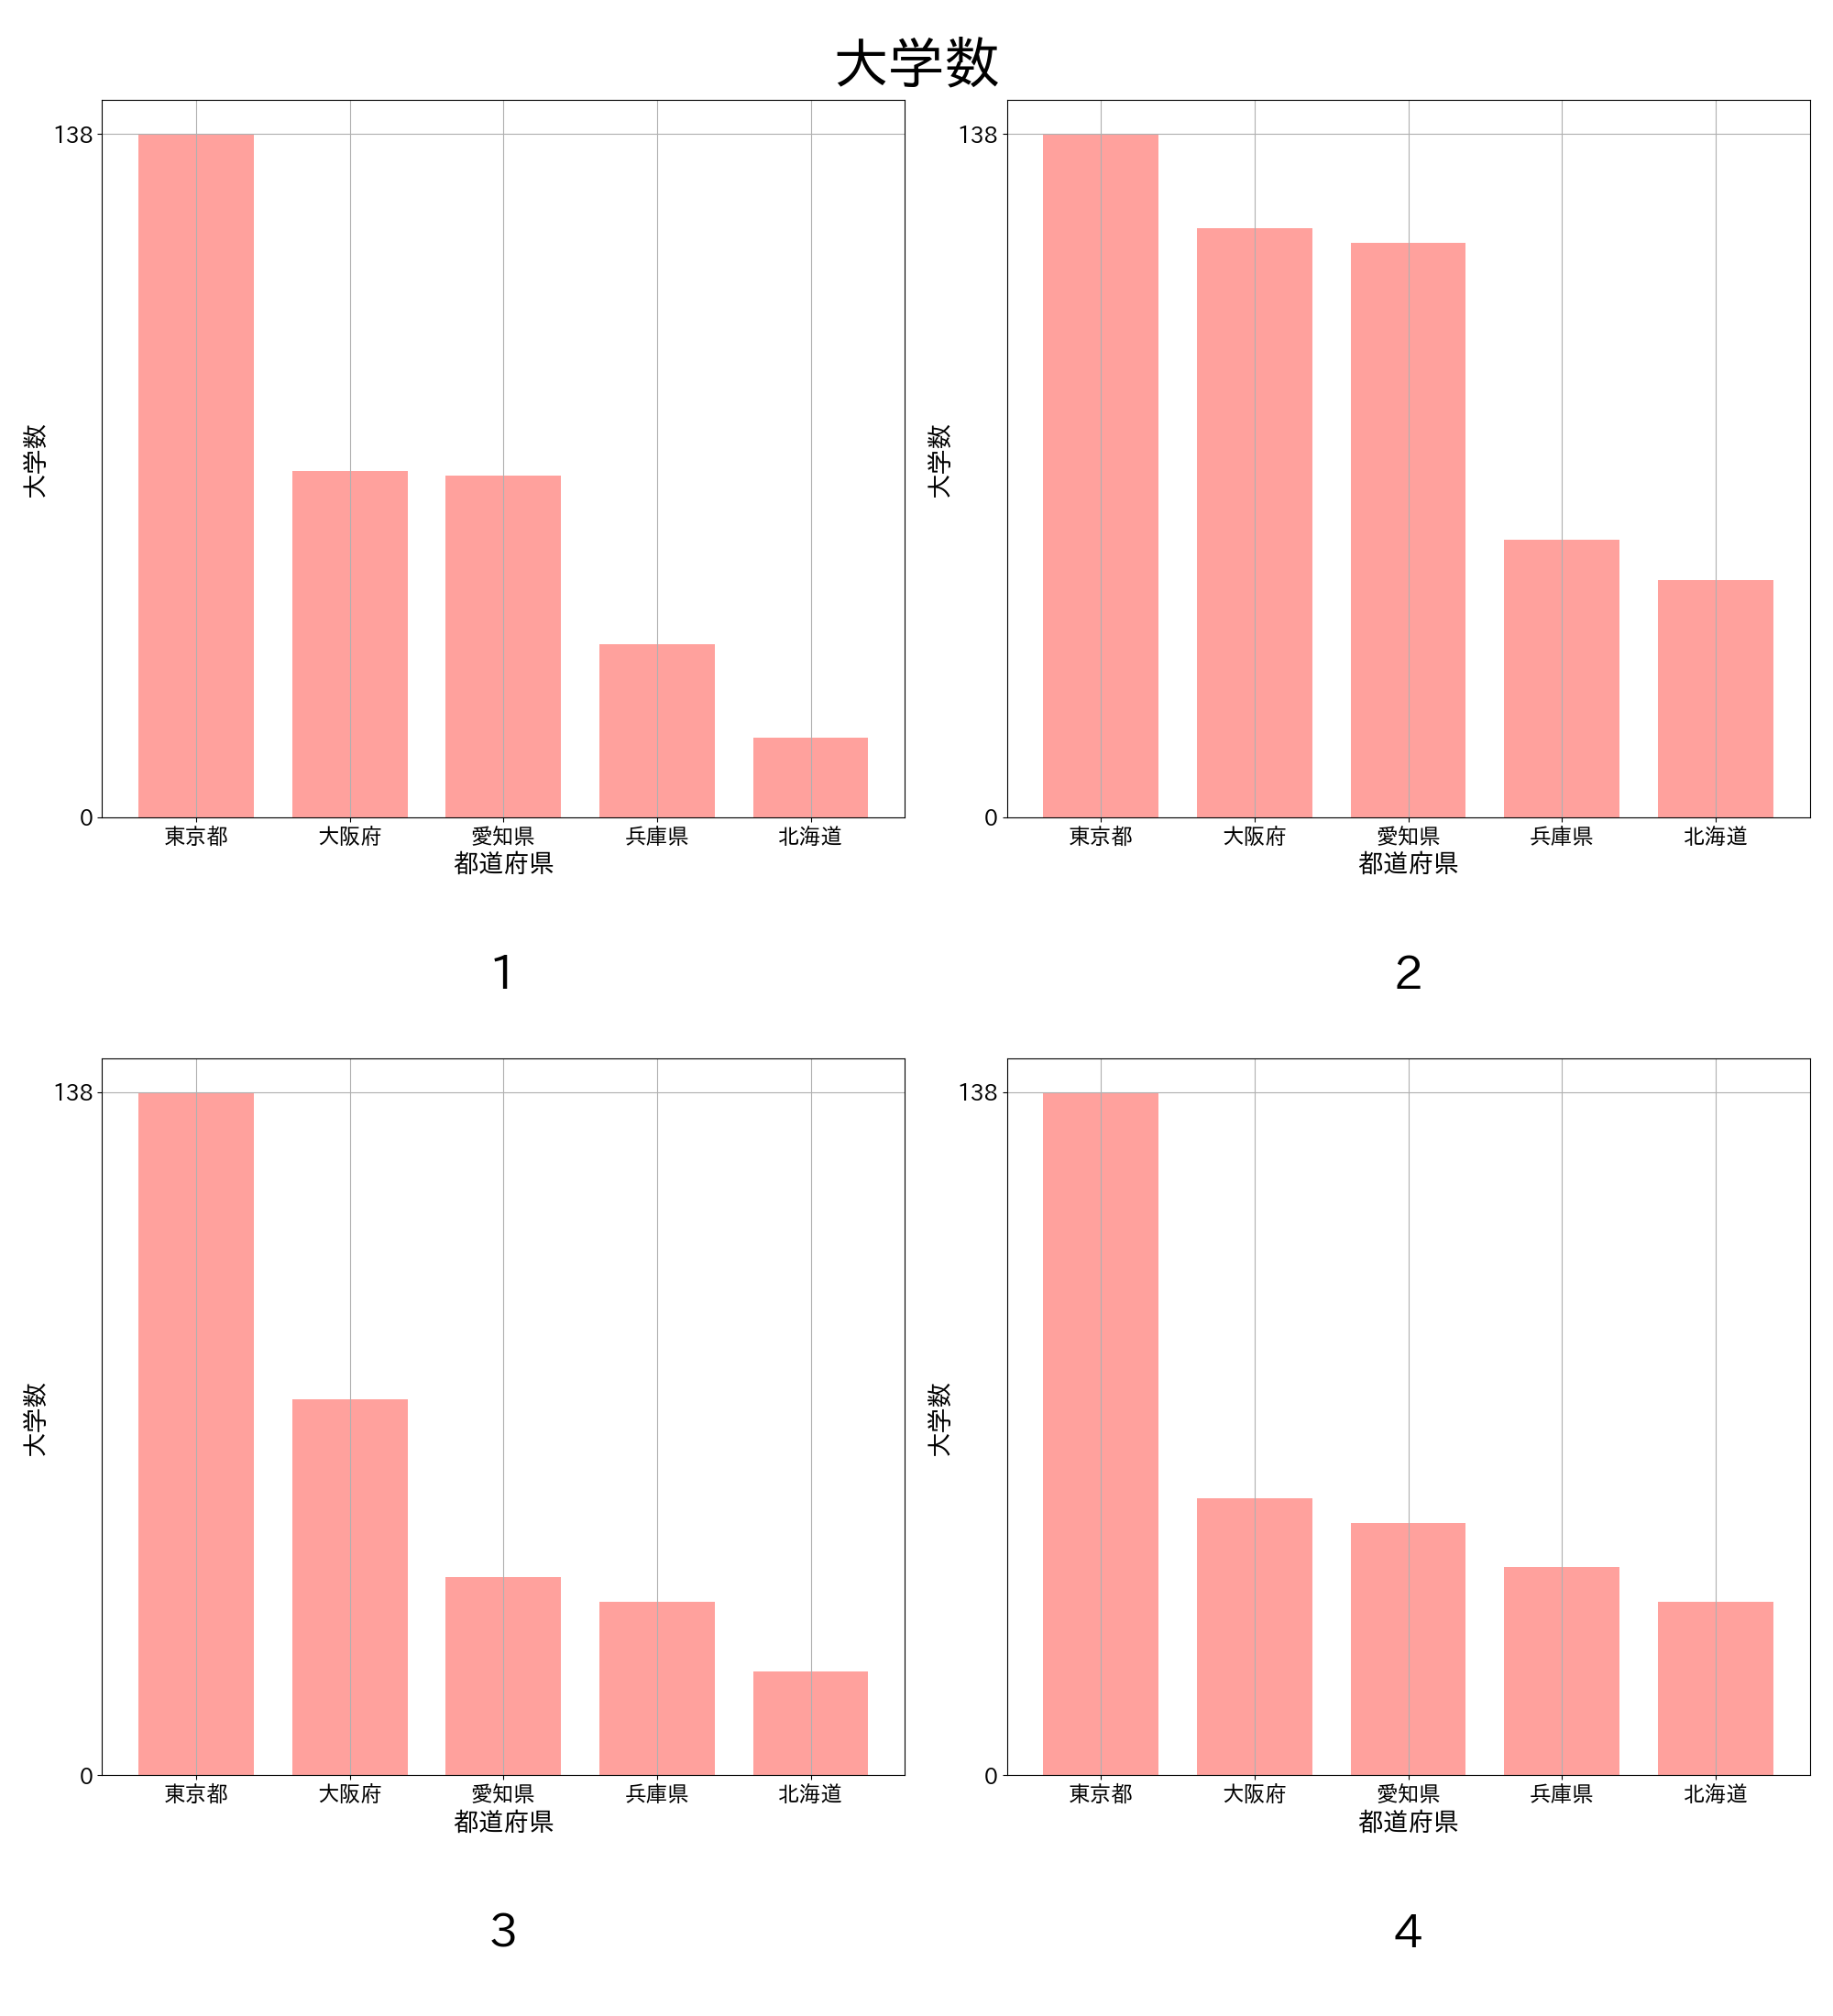 大学数
138
0
大学数
東京都 大阪府 愛知県 兵庫県 北海道
都道府県
1
138
0
大学数
東京都 大阪府 愛知県 兵庫県 北海道
都道府県
2
138
0
大学数
東京都 大阪府 愛知県 兵庫県 北海道
都道府県
3
138
0
大学数
東京都 大阪府 愛知県 兵庫県 北海道
都道府県
4